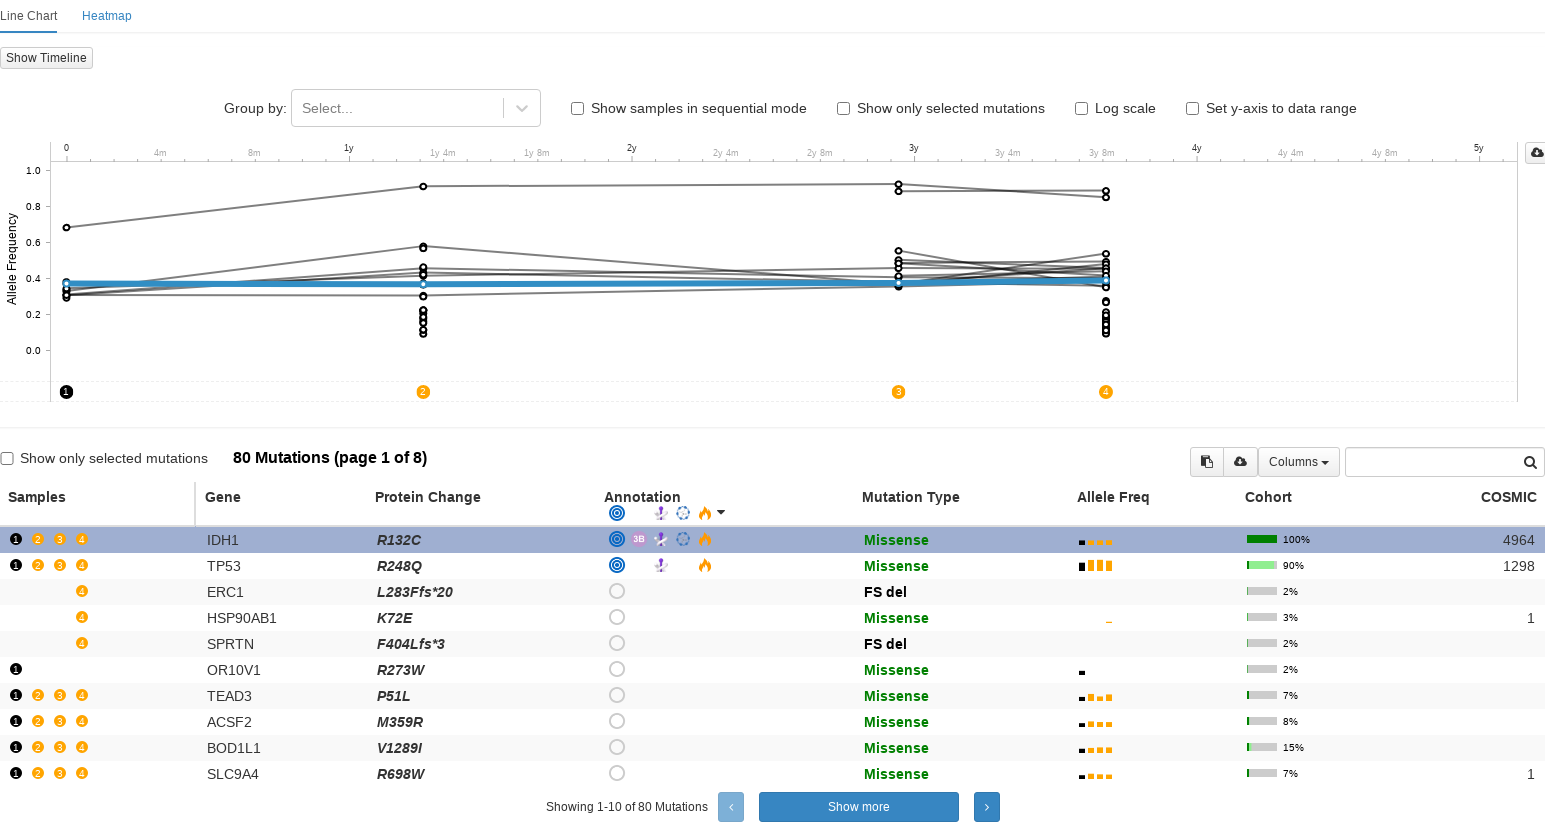 Line Chart Heatmap
Show Timeline
Group by: Select... Show samples in sequential mode Show only selected mutations Log scale Set y-axis to data range
0 4m 8m 1y 1y 4m 1y 8m 2y 2y 4m 2y 8m 3y 3y 4m 3y 8m 4y 4y 4m 4y 8m 5y
Allele Frequency
1.0
0.8
0.6
0.4
0.2
0.0
1 2 3 4
Show only selected mutations 80 Mutations (page 1 of 8) Columns
Samples Gene Protein Change Annotation Mutation Type Allele Freq Cohort COSMIC
1 2 3 4 IDH1 R132C 3B Missense 100% 4964
1 2 3 4 TP53 R248Q Missense 90% 1298
4 ERC1 L283Ffs*20 FS del 2%
4 HSP90AB1 K72E Missense 3% 1
4 SPRTN F404Lfs*3 FS del 2%
1 OR10V1 R273W Missense 2%
1 2 3 4 TEAD3 P51L Missense 7%
1 2 3 4 ACSF2 M359R Missense 8%
1 2 3 4 BOD1L1 V1289I Missense 15%
1 2 3 4 SLC9A4 R698W Missense 7% 1
Showing 1-10 of 80 Mutations ‹ Show more ›